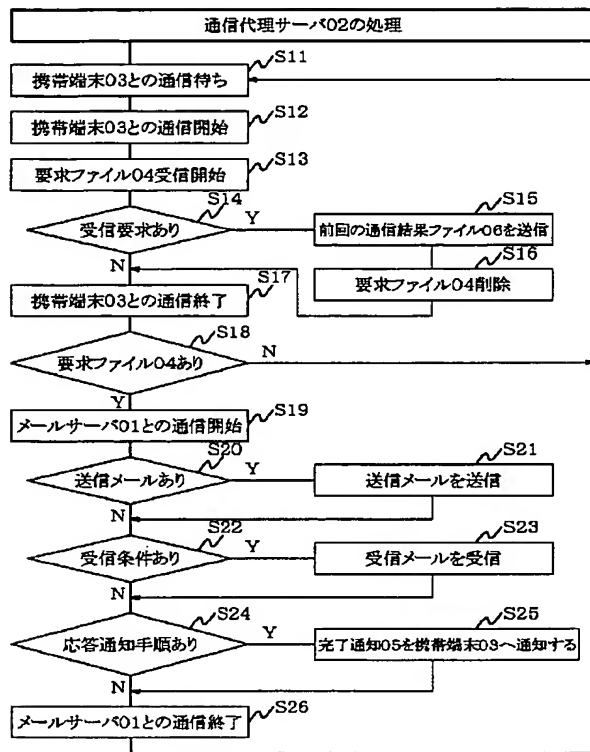 通信代理サーバ02の処理
S11
携帯端末03との通信待ち
S12
携帯端末03との通信開始
S13
要求ファイル04受信開始
S14
受信要求あり
Y
S15
前回の通信結果ファイル06を送信
N
S16
要求ファイル04削除
S17
携帯端末03との通信終了
S18
要求ファイル04あり
N
Y
S19
メールサーバ01との通信開始
S20
送信メールあり
Y
S21
送信メールを送信
N
S22
受信条件あり
Y
S23
受信メールを受信
N
S24
応答通知手順あり
Y
S25
完了通知05を携帯端末03へ通知する
N
S26
メールサーバ01との通信終了